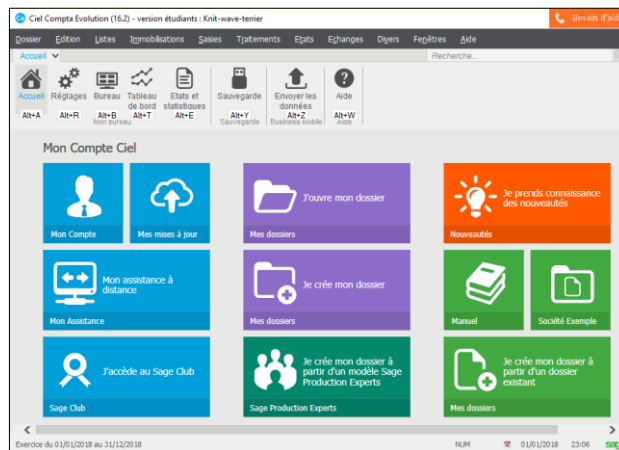 Ciel Compta Evolution (16.2) - version étudiants : Knit-wave-terrier
Besoin d'aide
Dossier Edition Listes Immobilisations Saisies Traitements Etats Echanges Divers Fenêtres Aide
Accueil
Recherche...
Accueil Réglages Bureau Tableau de bord Etats et statistiques Sauvegarde Envoyer les données Aide
Alt+A Alt+R Alt+B Alt+T Alt+E Alt+Y Alt+Z Alt+W
Mon Bureau Sauvegarde Business Mobile Aide
Mon Compte Ciel
J'ouvre mon dossier
Je prends connaissance
des nouveautés
Mon Compte Mes mises à jour Mes dossiers Nouveautés
Mon assistance à
distance
Je crée mon dossier
Mon Assistance Mes dossiers Manuel Société Exemple
J'accède au Sage Club
Je crée mon dossier à
partir d'un modèle Sage
Production Experts
Je crée mon dossier à
partir d'un dossier
existant
Sage Club Sage Production Experts Mes dossiers
Exercice du 01/01/2018 au 31/12/2018 NUM 01/01/2018 23:06 sage